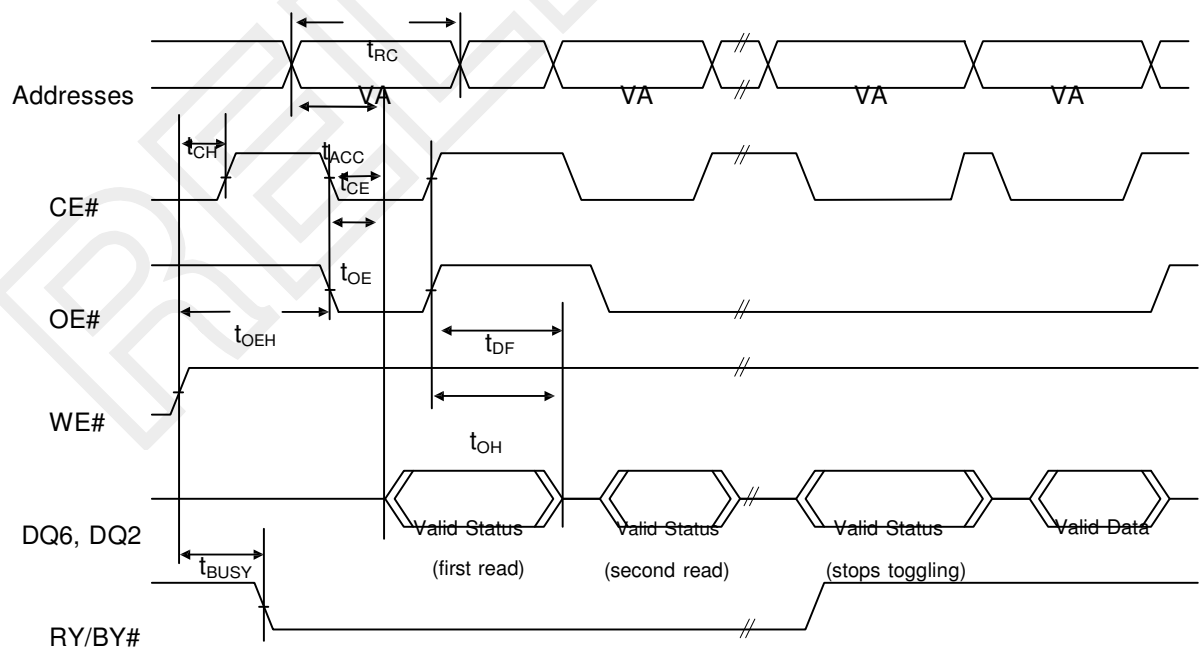 tRC
Addresses VA VA VA VA
tCH
tACC
tCE
CE#
tOE
OE#
tOEH
tDF
WE#
tOH
DQ6, DQ2
Valid Status Valid Status Valid Status Valid Data
(first read) (second read) (stops toggling)
tBUSY
RY/BY#